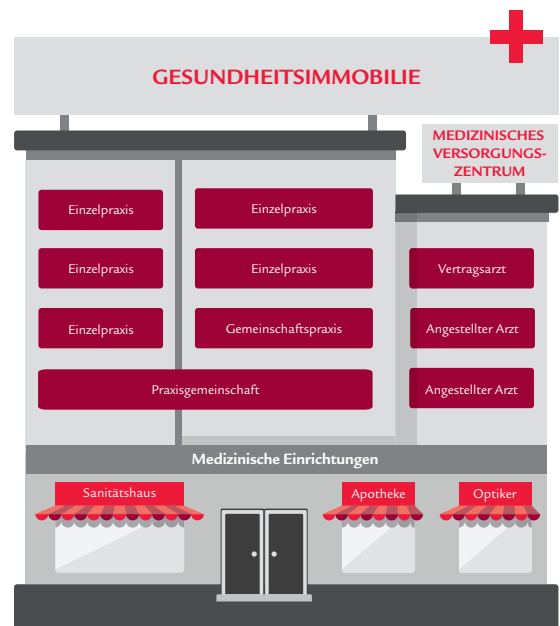 GESUNDHEITSIMMOBILIE
MEDIZINISCHES
VERSORGUNGS-
ZENTRUM
Einzelpraxis
Einzelpraxis
Einzelpraxis
Einzelpraxis
Vertragsarzt
Einzelpraxis
Gemeinschaftspraxis
Angestellter Arzt
Praxisgemeinschaft
Angestellter Arzt
Medizinische Einrichtungen
Sanitätshaus
Apotheke
Optiker